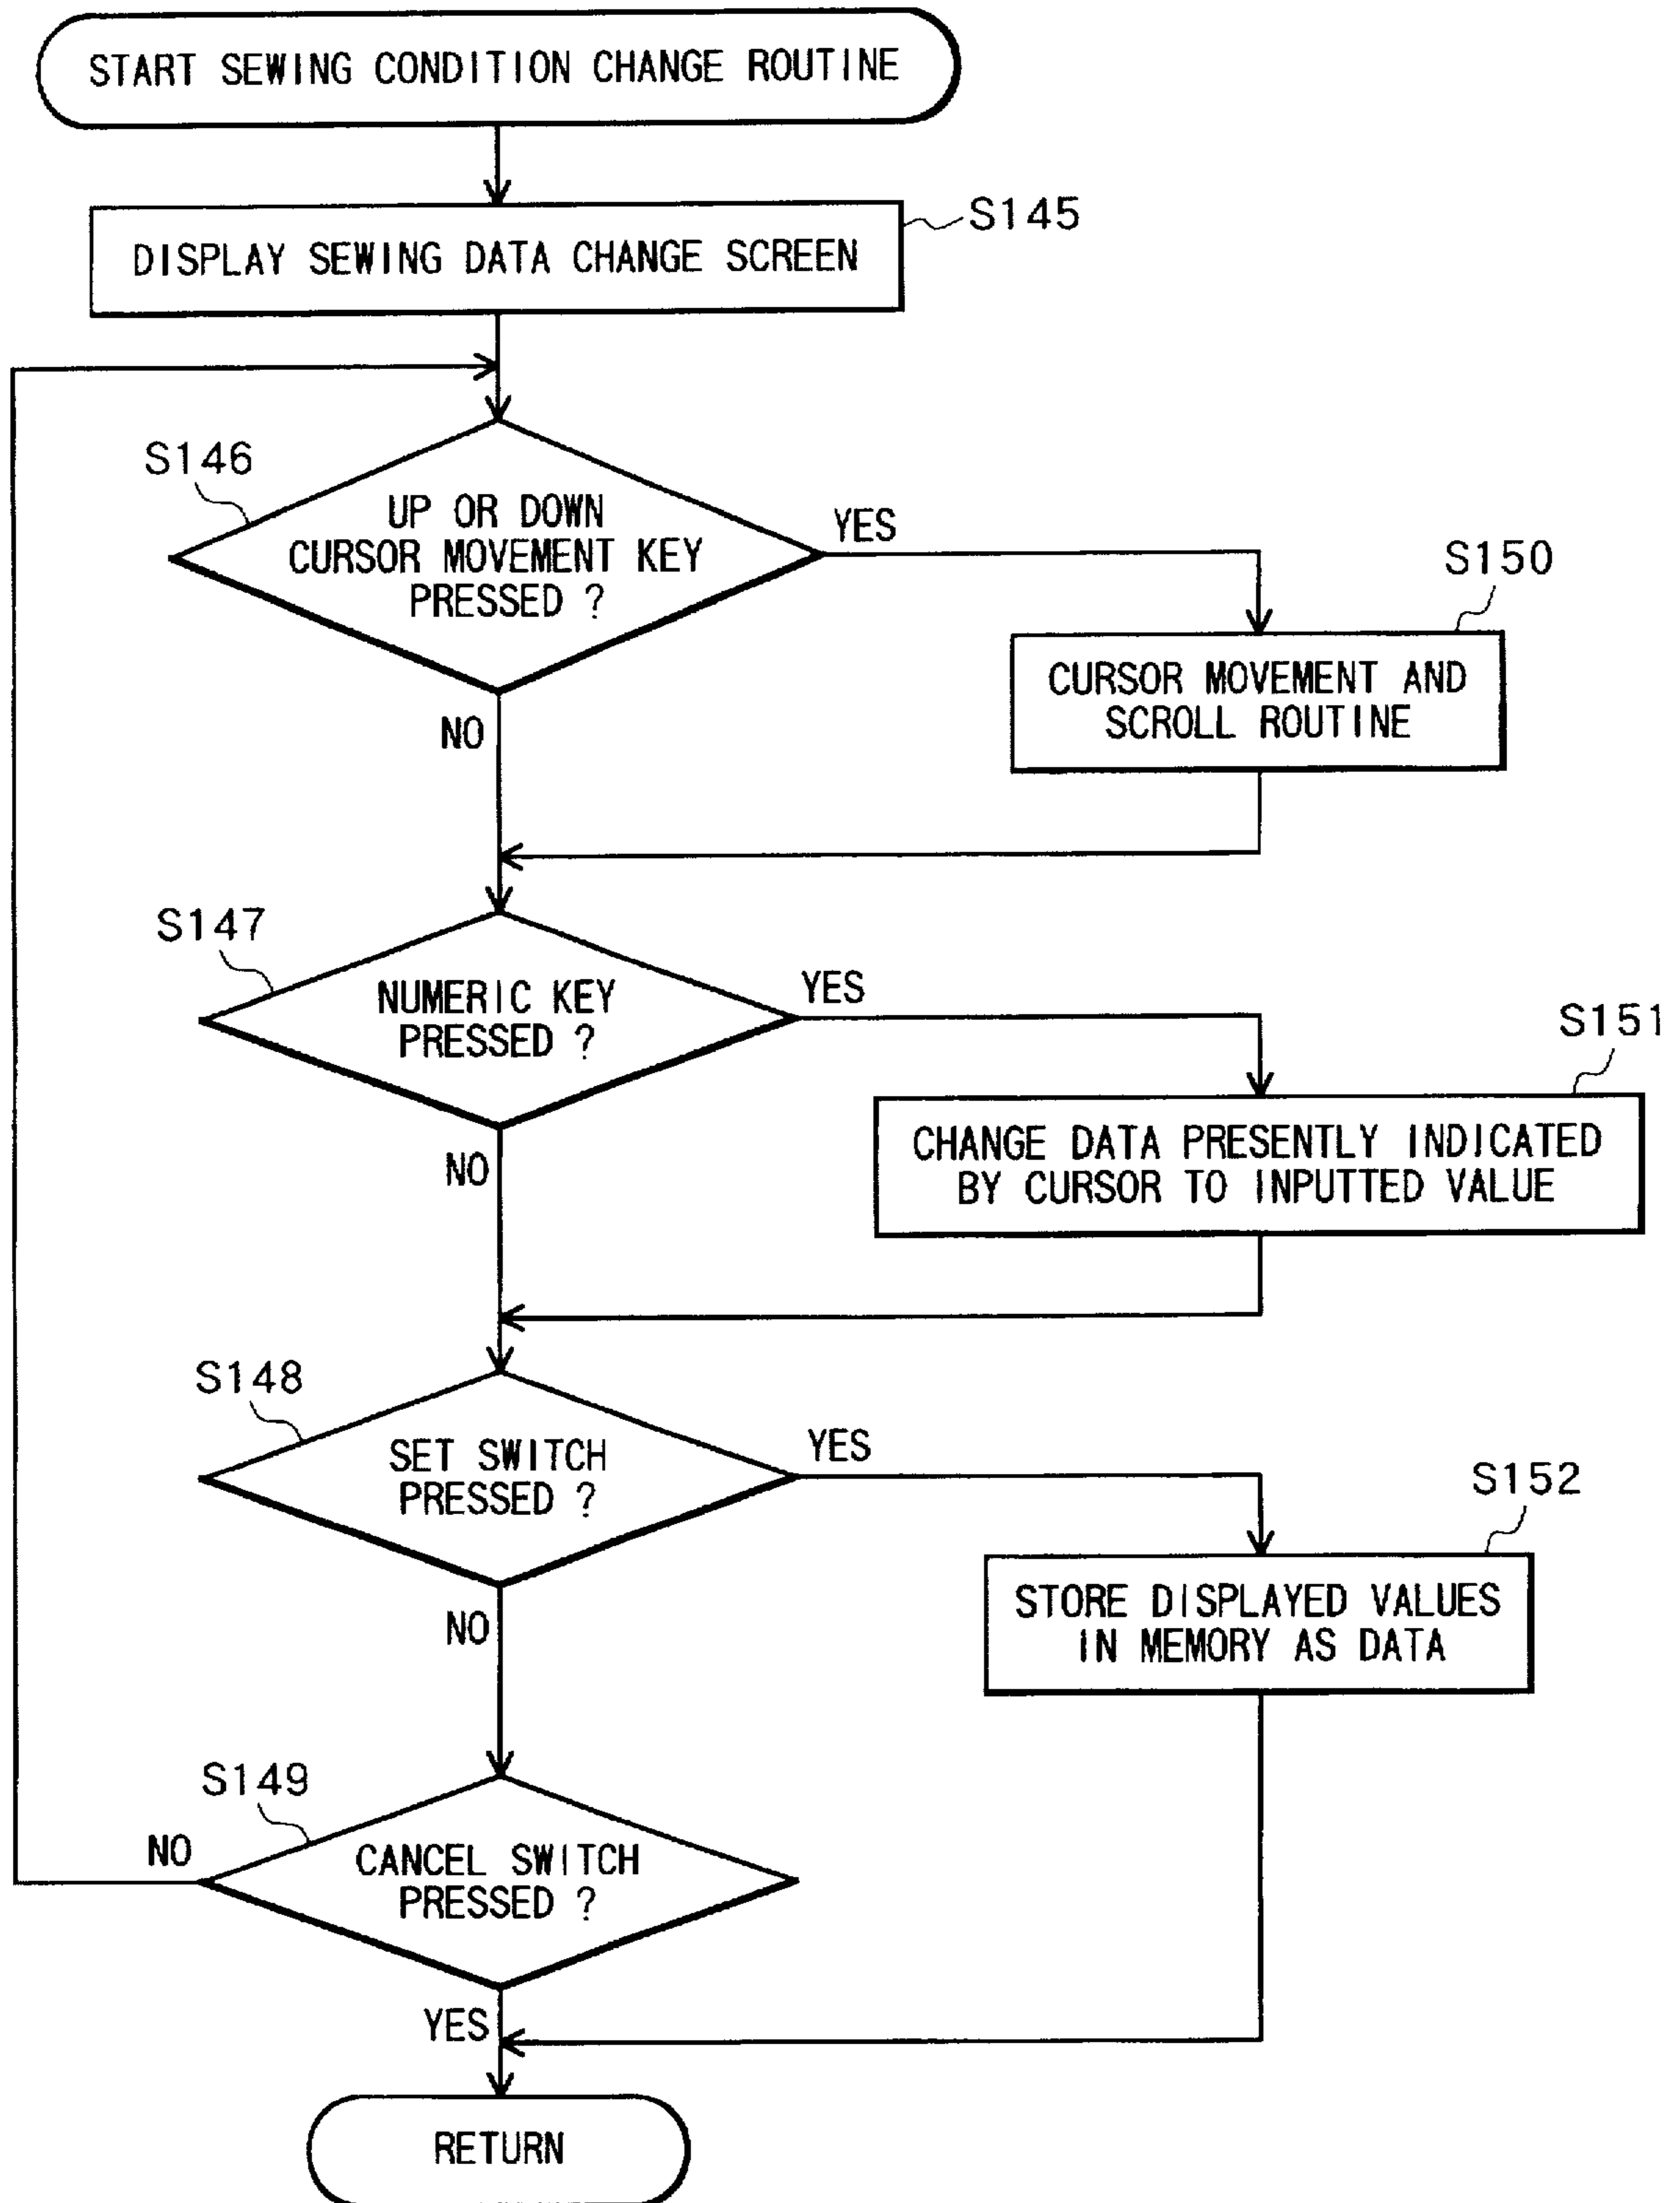 START SEWING CONDITION CHANGE ROUTINE
S145
DISPLAY SEWING DATA CHANGE SCREEN
S146
UP OR DOWN
CURSOR MOVEMENT KEY
PRESSED ?
YES
NO
S150
CURSOR MOVEMENT AND
SCROLL ROUTINE
S147
NUMERIC KEY
PRESSED ?
YES
NO
S151
CHANGE DATA PRESENTLY INDICATED
BY CURSOR TO INPUTTED VALUE
S148
SET SWITCH
PRESSED ?
YES
NO
S152
STORE DISPLAYED VALUES
IN MEMORY AS DATA
S149
CANCEL SWITCH
PRESSED ?
NO
YES
RETURN